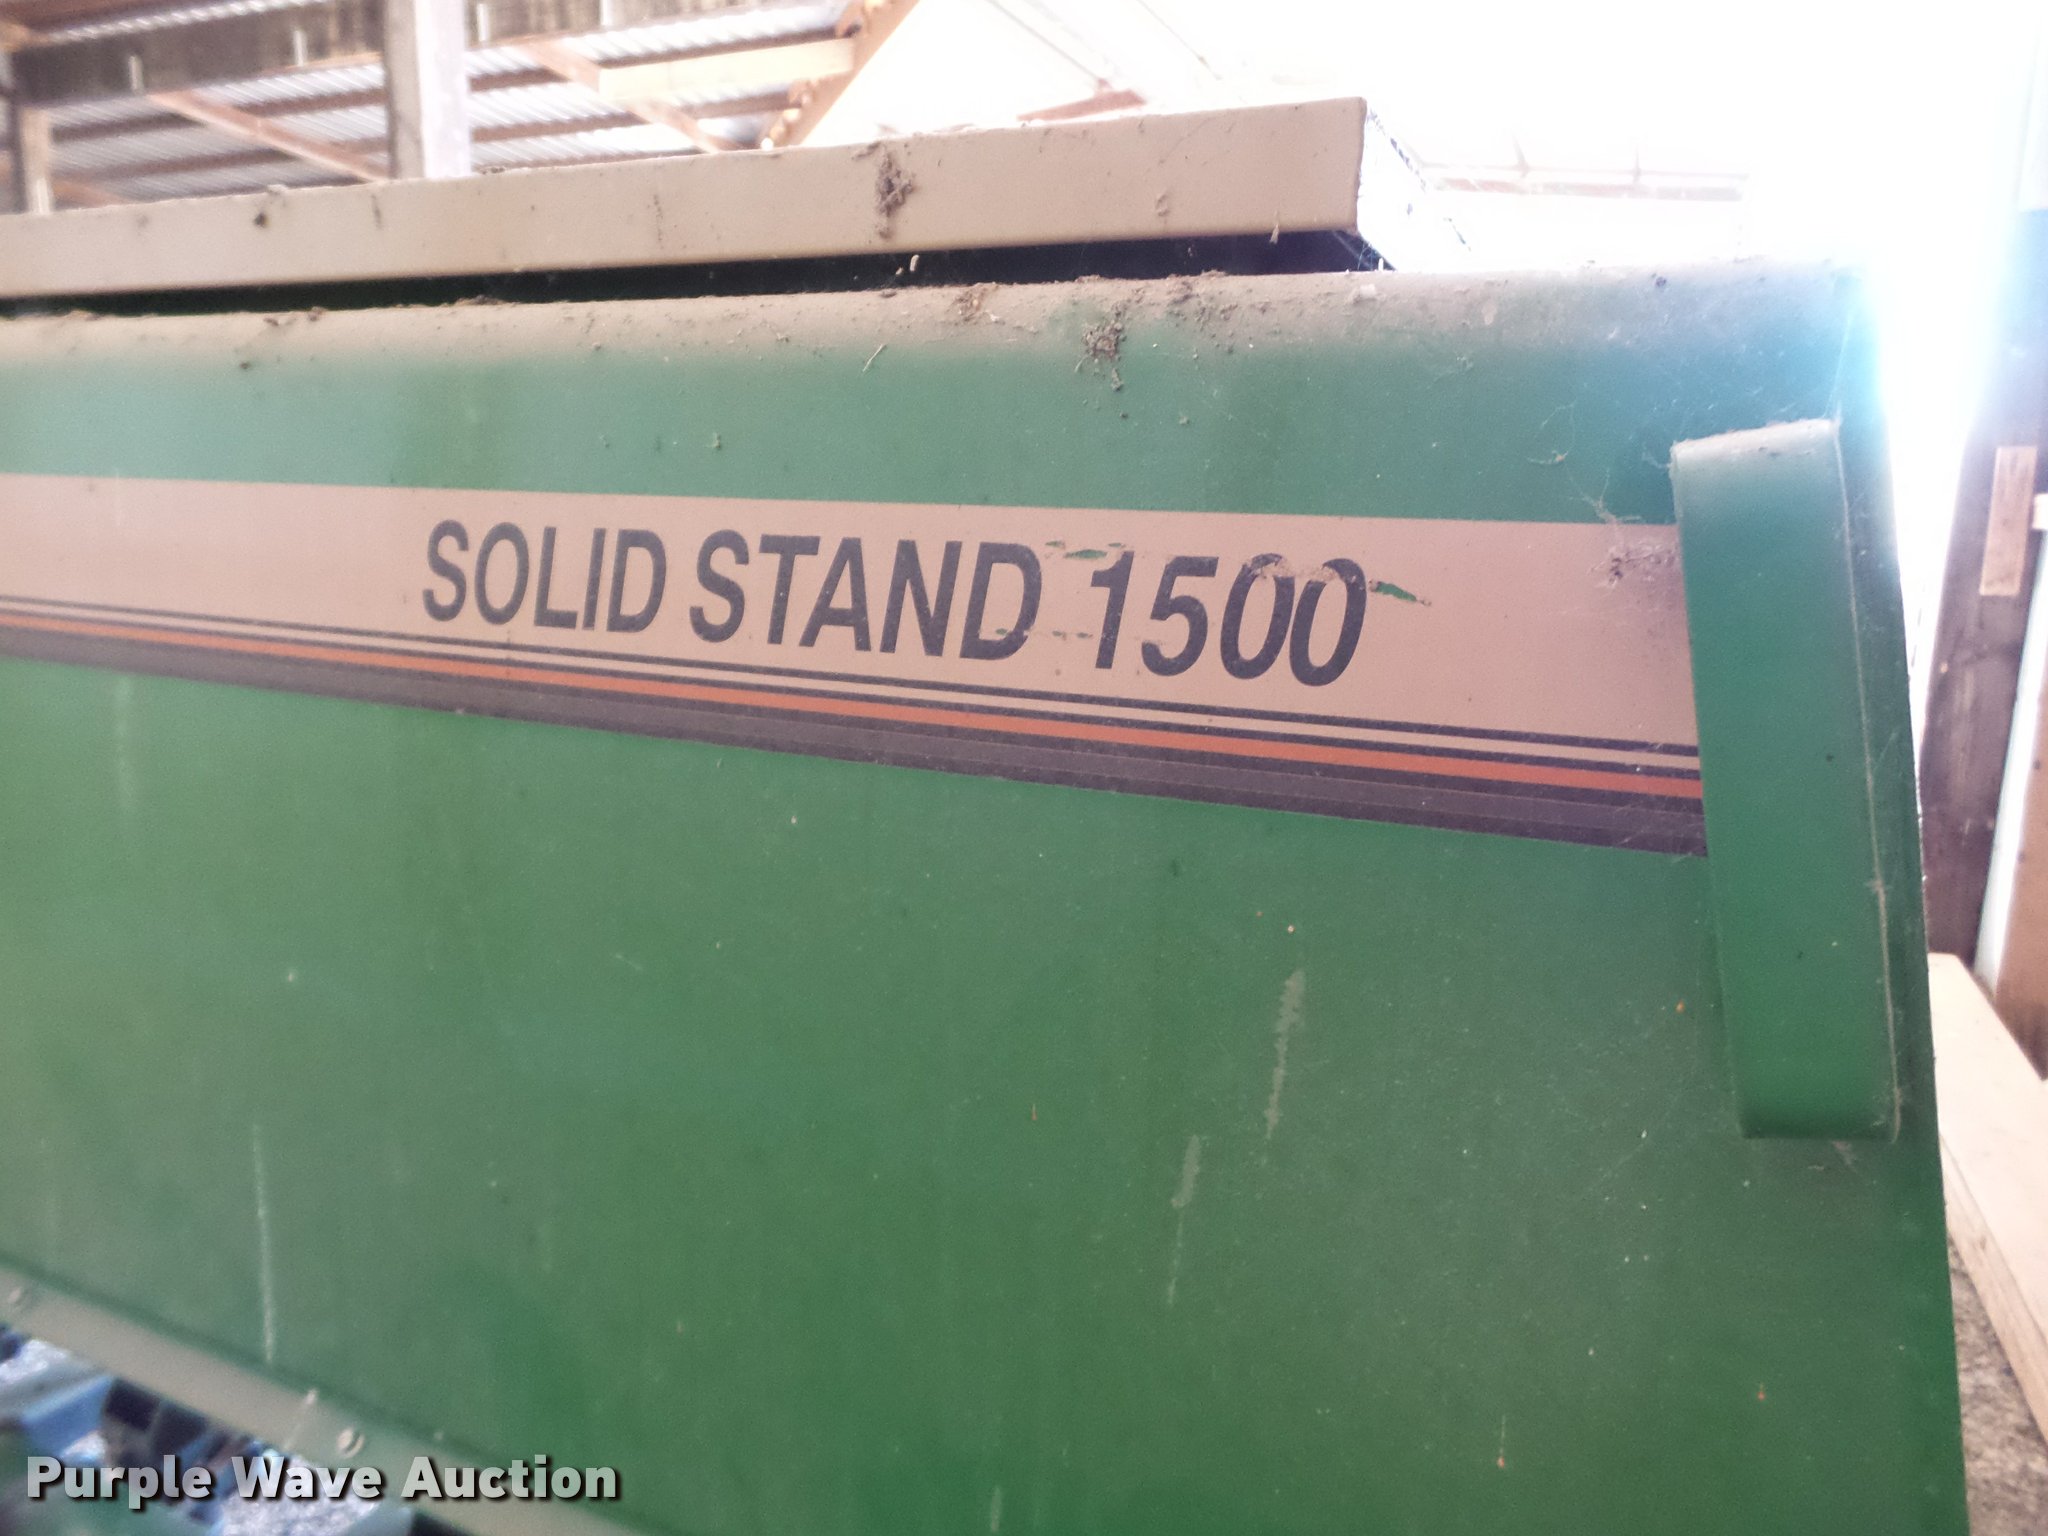 SOLID STAND 1500
Purple Wave Auction